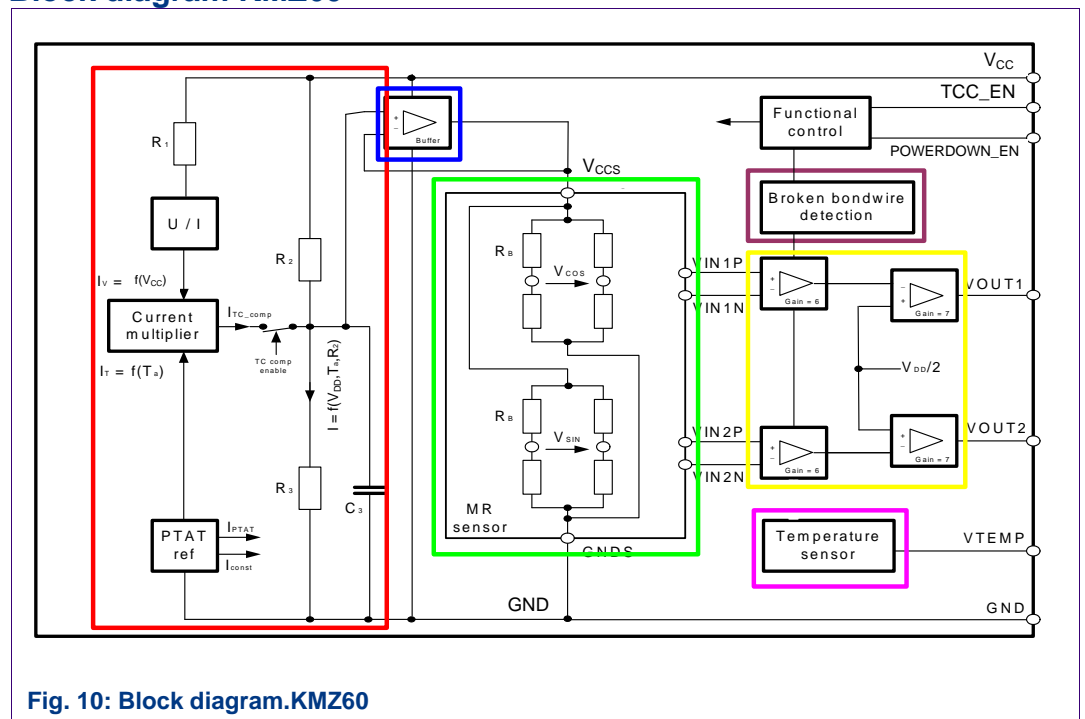 Block diagram KMZ60
VCC
TCC_EN
POWERDOWN_EN
Functional
control
+
−
Buffer
R1
VCCS
Broken bondwire
detection
U / I
RB
VCOS
R2
VIN1P
VIN1N
+
−
Gain = 6
−
+
Gain = 7
VOUT1
IV = f(VCC)
Current
multiplier
ITC_comp
TC comp
enable
IT = f(Ta)
I = f(VDD,Ta,R2)
VDD/2
RB
VSIN
VIN2P
VIN2N
+
−
Gain = 6
+
−
Gain = 7
VOUT2
R3
C3
MR
sensor
PTAT
ref
IPTAT
Iconst
Temperature
sensor
VTEMP
GNDS
GND
GND
Fig. 10: Block diagram.KMZ60